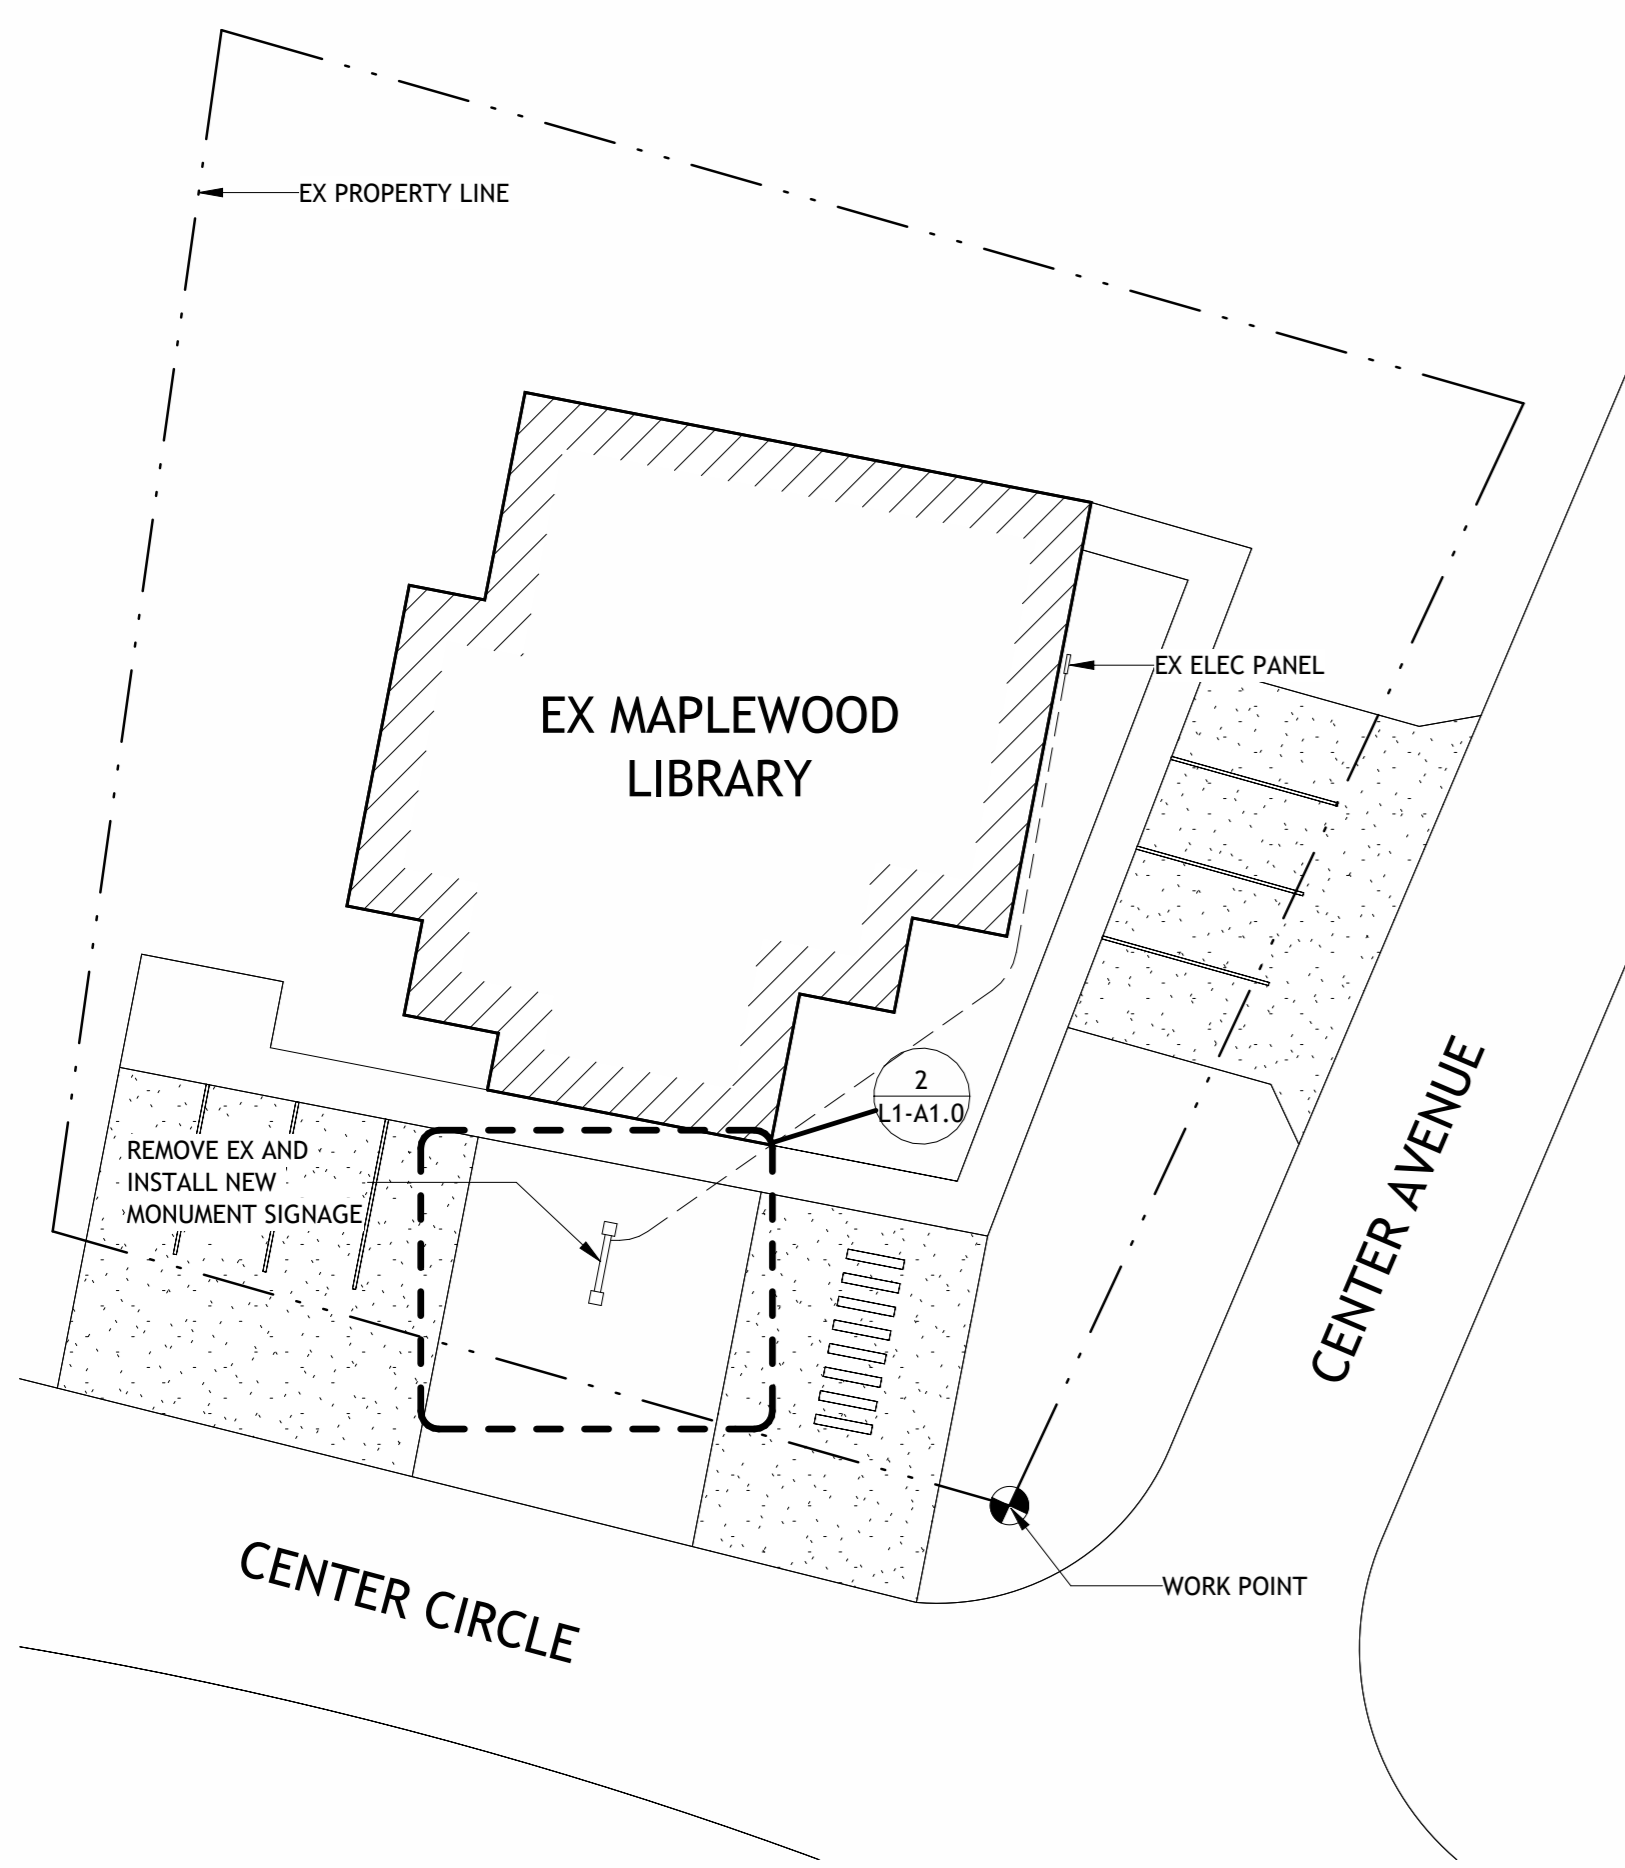 EX PROPERTY LINE
EX ELEC PANEL
EX MAPLEWOOD
LIBRARY
2
L1-A1.0
REMOVE EX AND
INSTALL NEW
MONUMENT SIGNAGE
CENTER AVENUE
CENTER CIRCLE
WORK POINT